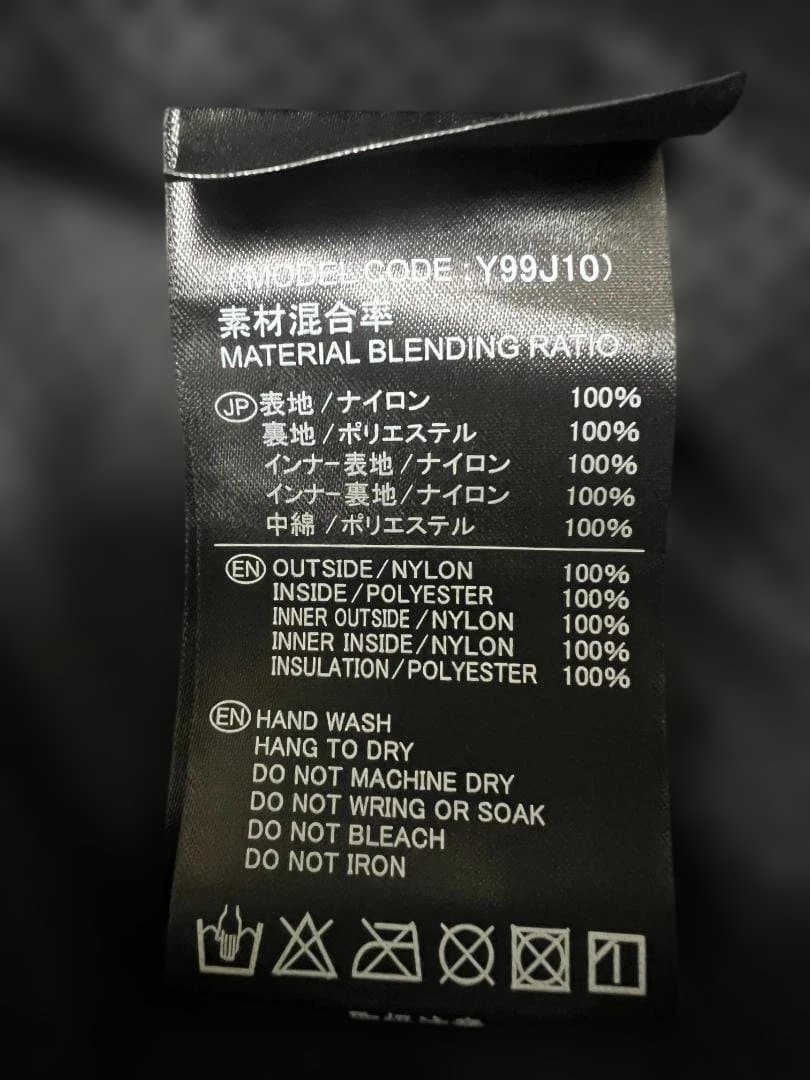 (MODEL CODE : Y99J10)
素材混合率
MATERIAL BLENDING RATIO
JP 表地/ナイロン 100%
裏地/ポリエステル 100%
インナー表地/ナイロン 100%
インナー裏地/ナイロン 100%
中綿/ポリエステル 100%
EN OUTSIDE/NYLON 100%
INSIDE/POLYESTER 100%
INNER OUTSIDE/NYLON 100%
INNER INSIDE/NYLON 100%
INSULATION/POLYESTER 100%
EN HAND WASH
HANG TO DRY
DO NOT MACHINE DRY
DO NOT WRING OR SOAK
DO NOT BLEACH
DO NOT IRON